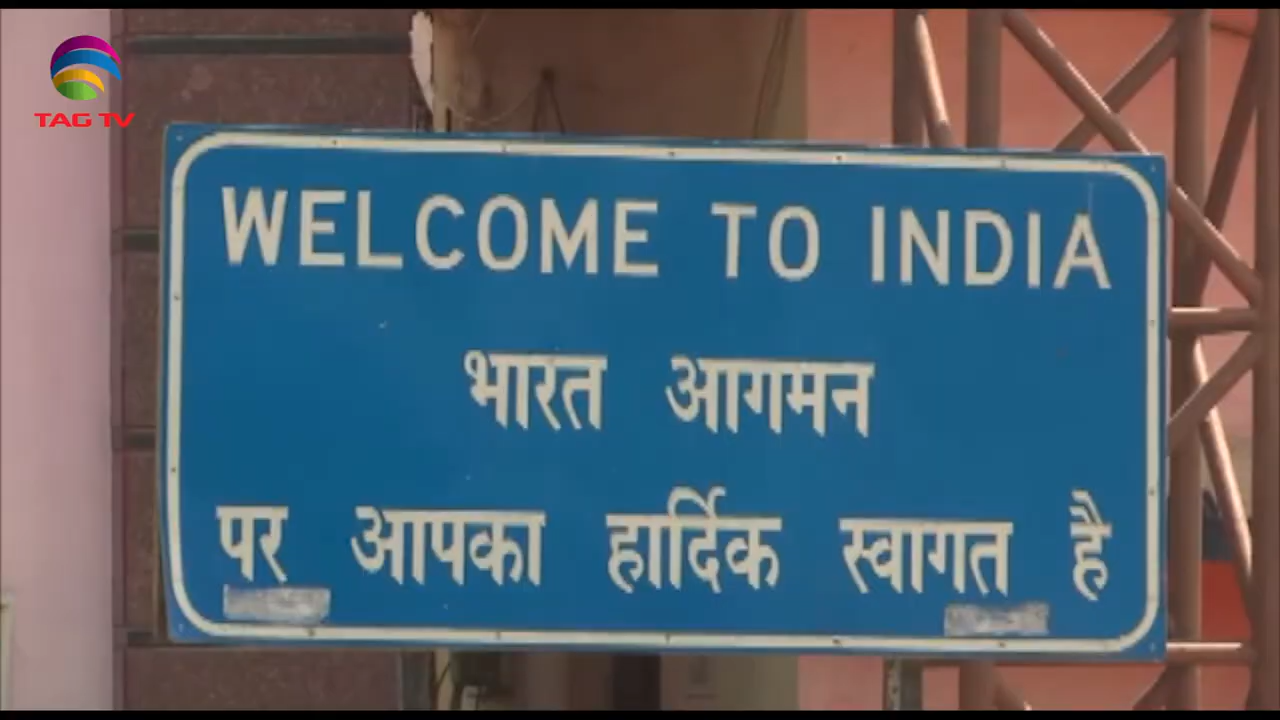 TAG TV
WELCOME TO INDIA
भारत आगमन
पर आपका हार्दिक स्वागत है